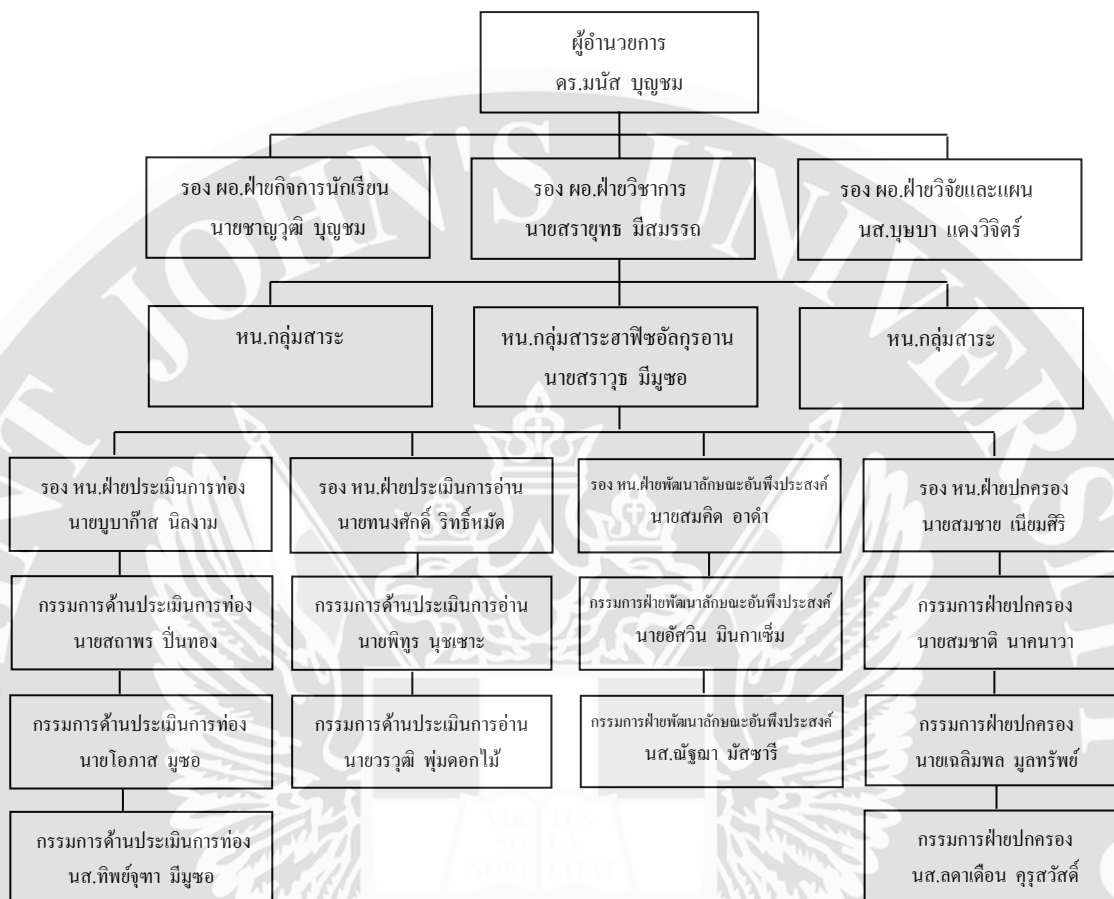 ผู้อำนวยการ
ดร.มนัส บุญชม
รอง ผอ.ฝ่ายกิจการนักเรียน
นายชาญวุฒิ บุญชม
รอง ผอ.ฝ่ายวิชาการ
นายสรายุทธ มีสมรรถ
รอง ผอ.ฝ่ายวิจัยและแผน
นส.บุษบา แดงวิจิตร์
หน.กลุ่มสาระ
หน.กลุ่มสาระฮาฟิซอัลกุรอาน
นายสราวุธ มีมูซอ
หน.กลุ่มสาระ
รอง หน.ฝ่ายประเมินการท่อง
นายบูบาก๊าส นิลงาม
รอง หน.ฝ่ายประเมินการอ่าน
นายทนงศักดิ์ ริทธิ์หมัด
รอง หน.ฝ่ายพัฒนาลักษณะอันพึงประสงค์
นายสมคิด อาดำ
รอง หน.ฝ่ายปกครอง
นายสมชาย เนียมศิริ
กรรมการด้านประเมินการท่อง
นายสถาพร ปิ่นทอง
กรรมการด้านประเมินการอ่าน
นายพิทูร นุชเซาะ
กรรมการฝ่ายพัฒนาลักษณะอันพึงประสงค์
นายอัศวิน มินกาเซ็ม
กรรมการฝ่ายปกครอง
นายสมชาติ นาคนาวา
กรรมการด้านประเมินการท่อง
นายโอภาส มูซอ
กรรมการด้านประเมินการอ่าน
นายวรวุฒิ พุ่มดอกไม้
กรรมการฝ่ายพัฒนาลักษณะอันพึงประสงค์
นส.ณัฐฌา มัสซารี
กรรมการฝ่ายปกครอง
นายเฉลิมพล มูลทรัพย์
กรรมการด้านประเมินการท่อง
นส.ทิพย์จุฑา มีมูซอ
กรรมการฝ่ายปกครอง
นส.ลดาเดือน คุรุสวัสดิ์
SAINT JOHN'S UNIVERSITY
VIRTUS
SOLA
NOBILITAT